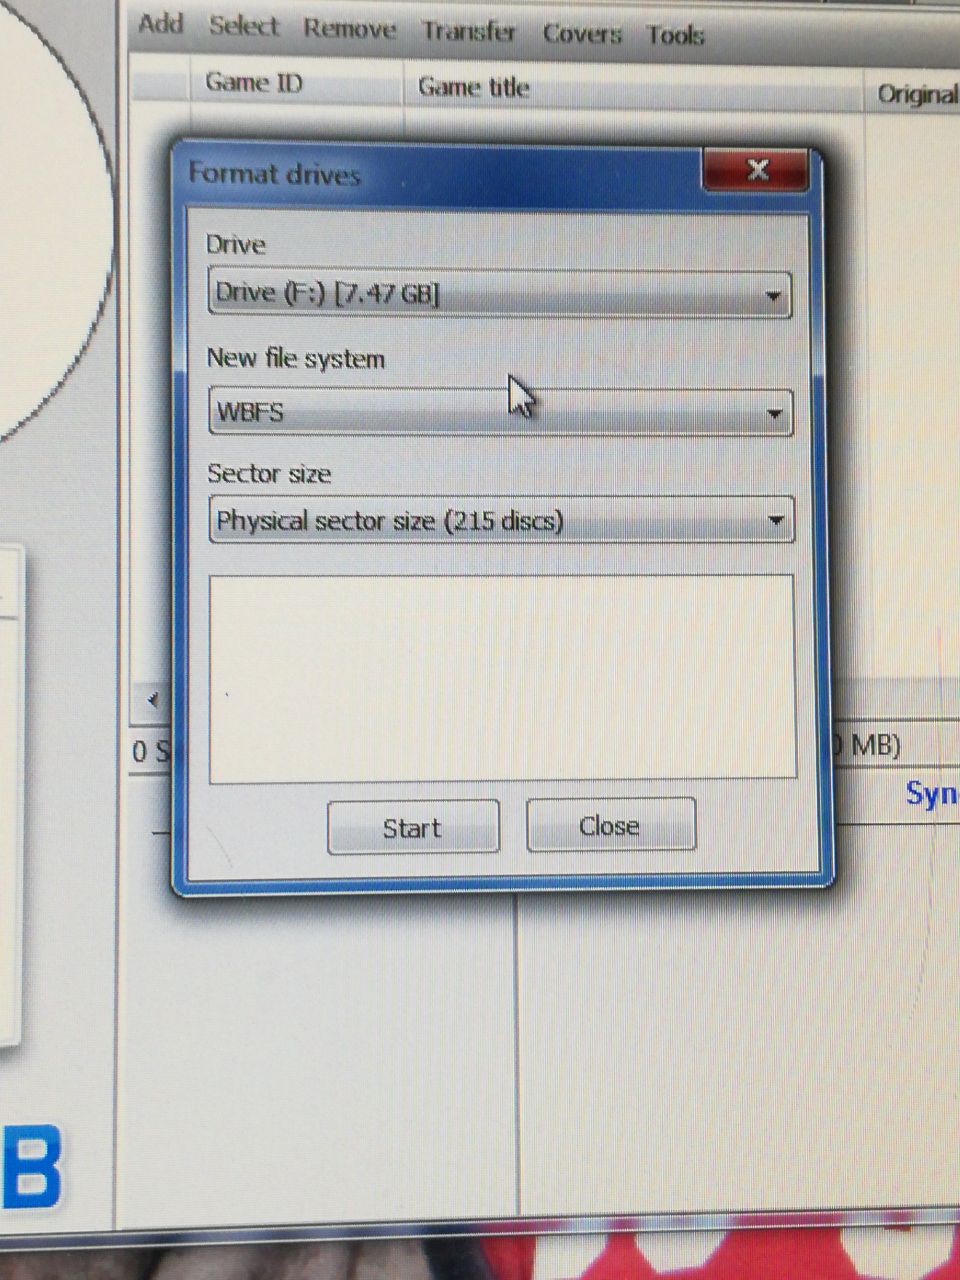 Add Select Remove Transfer Covers Tools
Game ID Game title Original
Format drives
Drive
Drive (F:) [7.47 GB]
New file system
WBFS
Sector size
Physical sector size (215 discs)
0 S
MB)
Syn
Start Close
B